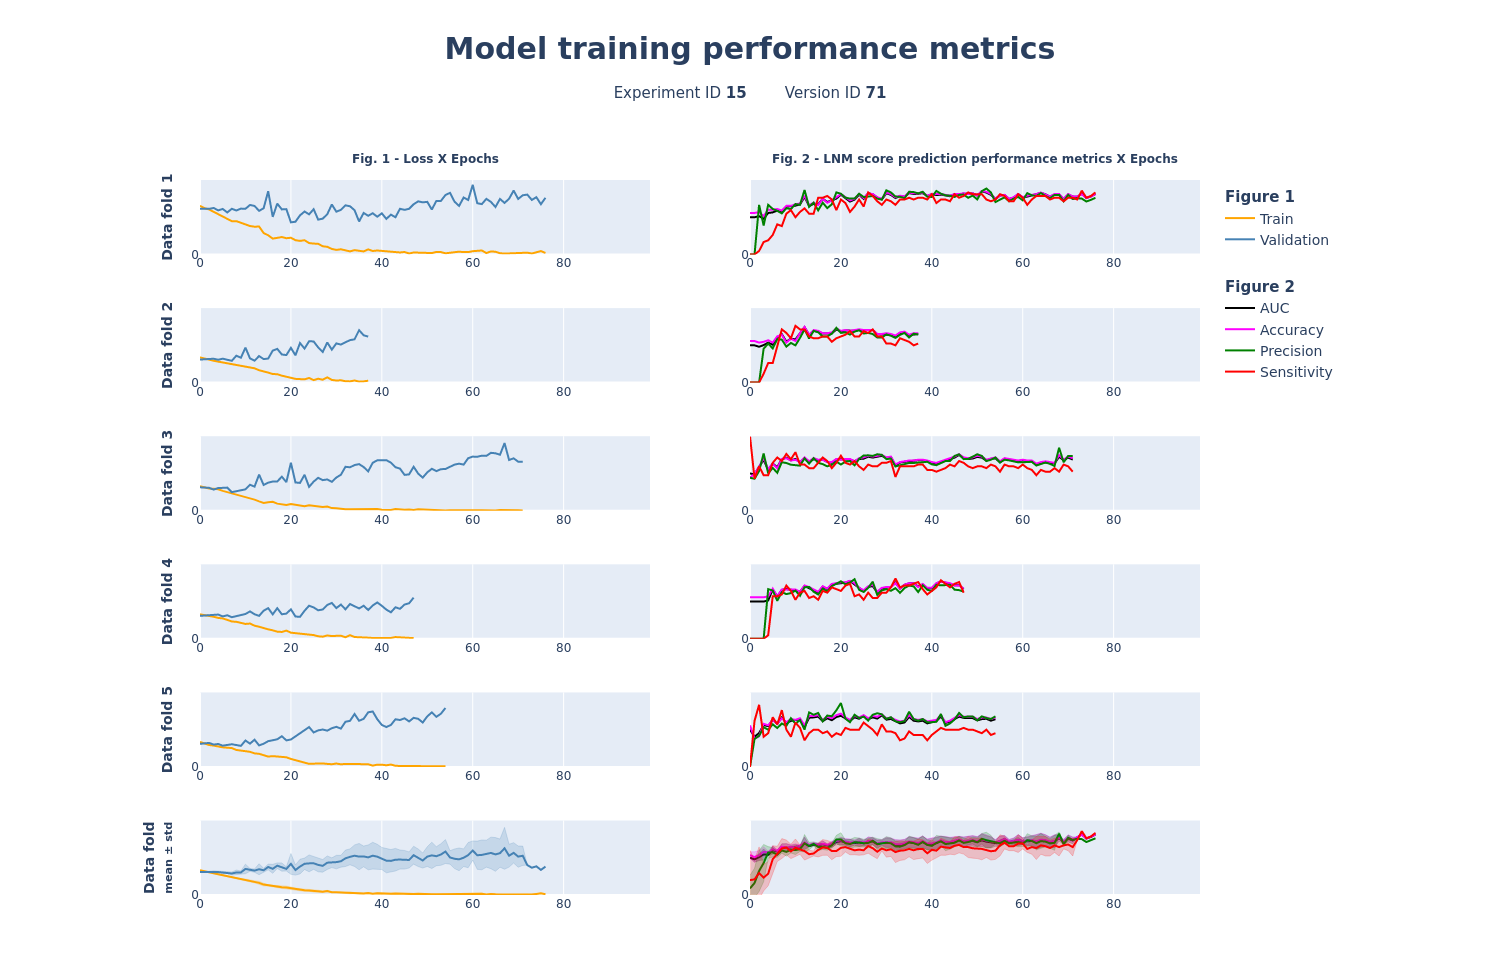 Model training performance metrics
Experiment ID 15 Version ID 71
Fig. 1 - Loss X Epochs
Fig. 2 - LNM score prediction performance metrics X Epochs
Data fold 1
0
0 20 40 60 80
0
0 20 40 60 80
Data fold 2
0
0 20 40 60 80
0
0 20 40 60 80
Data fold 3
0
0 20 40 60 80
0
0 20 40 60 80
Data fold 4
0
0 20 40 60 80
0
0 20 40 60 80
Data fold 5
0
0 20 40 60 80
0
0 20 40 60 80
Data fold
mean ± std
0
0 20 40 60 80
0
0 20 40 60 80
Figure 1
Train
Validation
Figure 2
AUC
Accuracy
Precision
Sensitivity